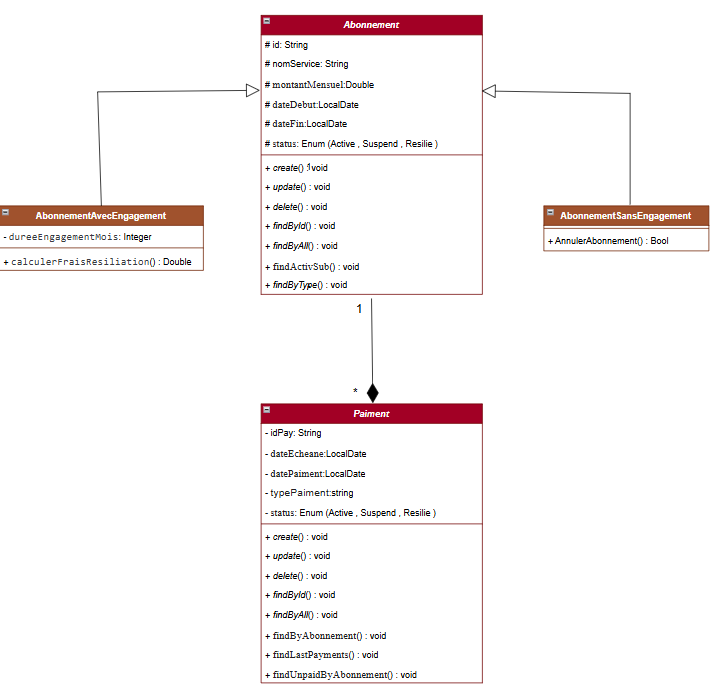 Abonnement
# id: String
# nomService: String
# montantMensuel:Double
# dateDebut:LocalDate
# dateFin:LocalDate
# status: Enum (Active , Suspend , Resilie )
+ create() : void
+ update() : void
+ delete() : void
+ findById() : void
+ findByAll() : void
+ findActivSub() : void
+ findByType() : void
AbonnementAvecEngagement
- dureeEngagementMois: Integer
+ calculerFraisResiliation() : Double
AbonnementSansEngagement
+ AnnulerAbonnement() : Bool
1
*
Paiment
- idPay: String
- dateEcheane:LocalDate
- datePaiment:LocalDate
- typePaiment:string
- status: Enum (Active , Suspend , Resilie )
+ create() : void
+ update() : void
+ delete() : void
+ findById() : void
+ findByAll() : void
+ findByAbonnement() : void
+ findLastPayments() : void
+ findUnpaidByAbonnement() : void